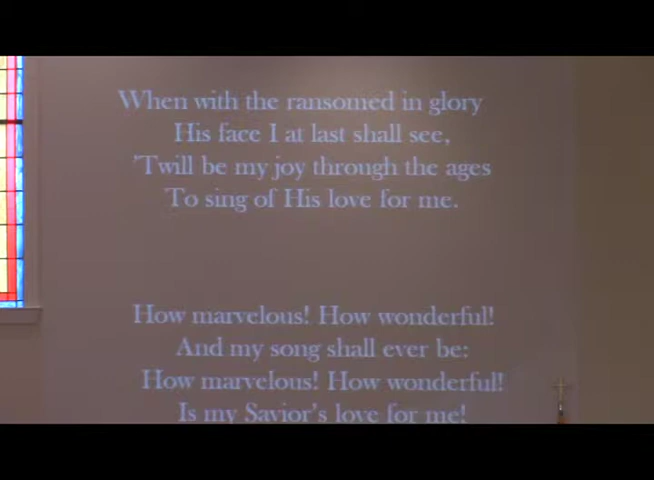 When with the ransomed in glory
His face I at last shall see,
'Twill be my joy through the ages
To sing of His love for me.
How marvelous! How wonderful!
And my song shall ever be:
How marvelous! How wonderful!
Is my Savior's love for me!